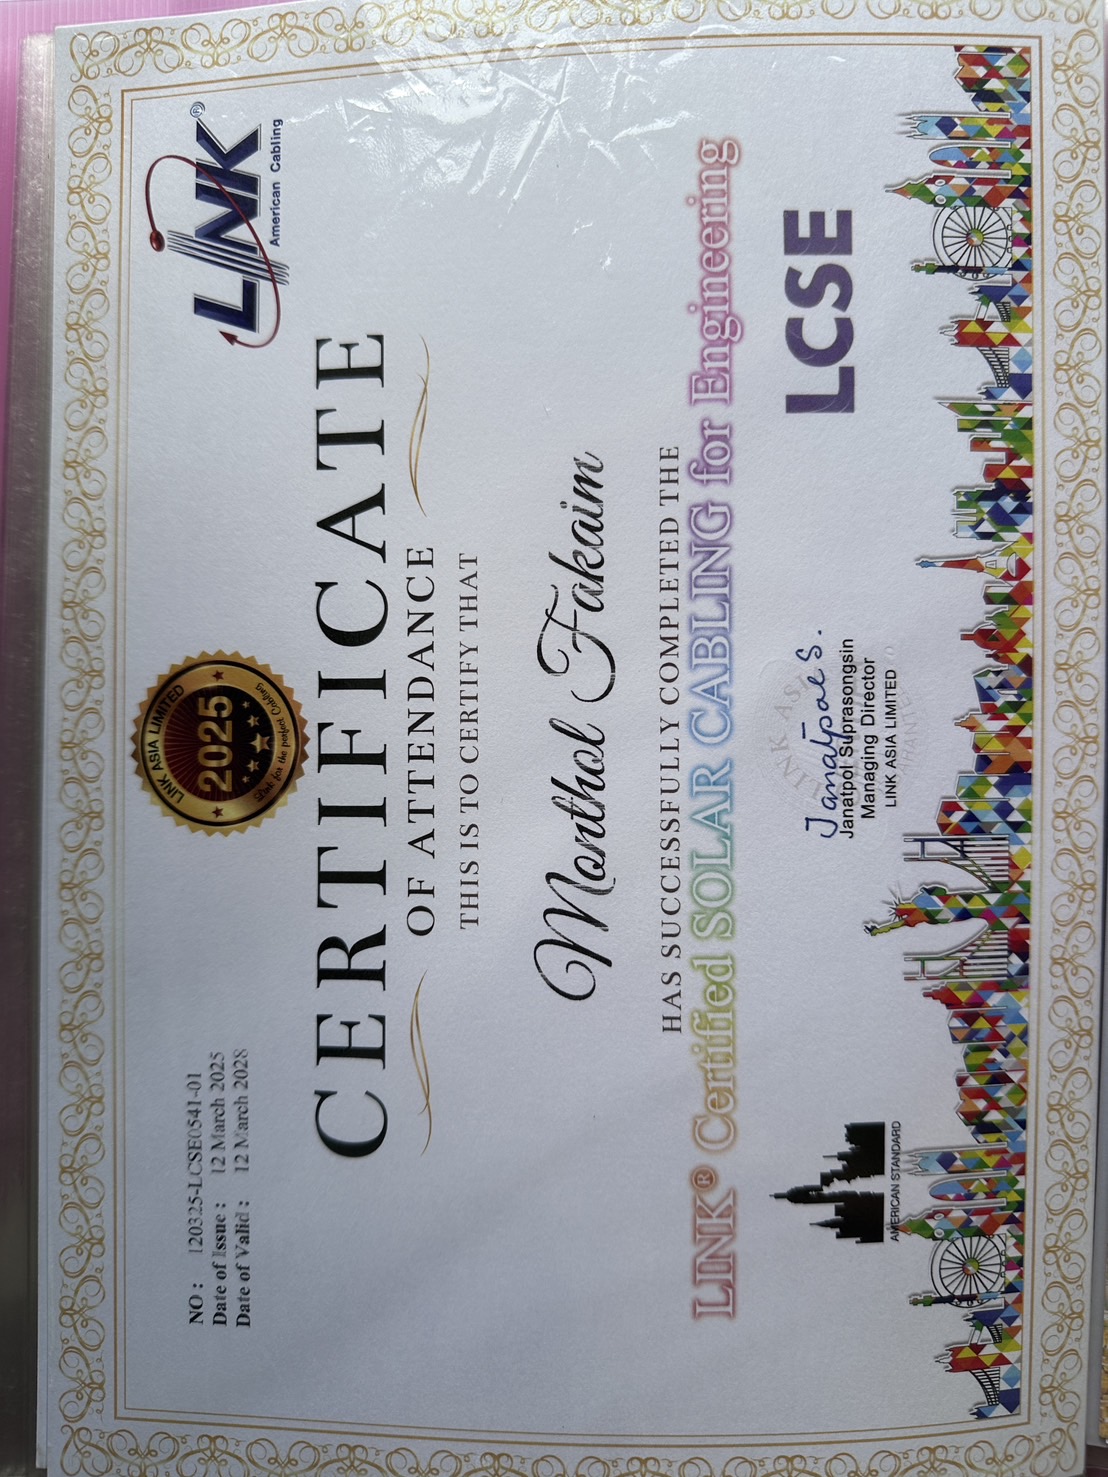 NO : 120325-LCSE0541-01
Date of Issue : 12 March 2025
Date of Valid : 12 March 2028
LINK ASIA LIMITED
2025
Link for the perfect Cabling
LINK®
American Cabling
CERTIFICATE
OF ATTENDANCE
THIS IS TO CERTIFY THAT
Monthol Fakaim
HAS SUCCESSFULLY COMPLETED THE
LINK® Certified SOLAR CABLING for Engineering
AMERICAN STANDARD
Janatpol S.
Janatpol Suprasongsin
Managing Director
LINK ASIA LIMITED
LINK ASIA
LCSE